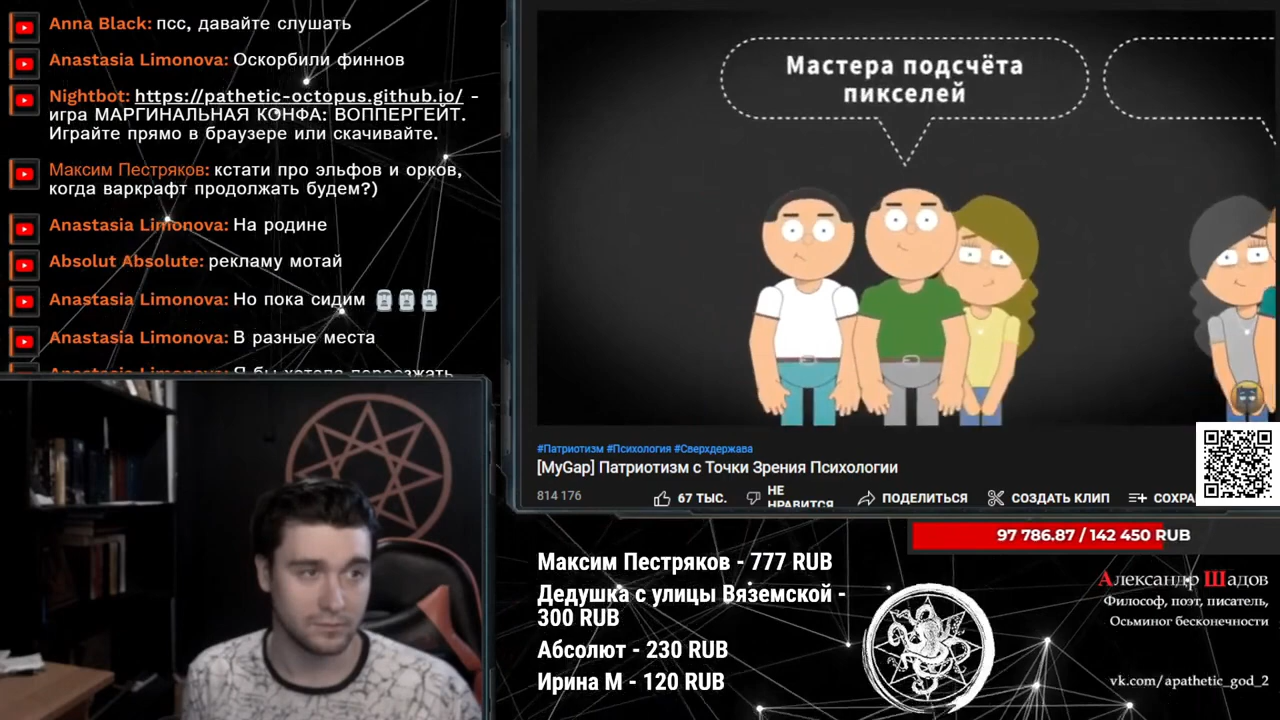 Anna Black: псс, давайте слушать
Anastasia Limonova: Оскорбили финнов
Nightbot: https://pathetic-octopus.github.io/ -
игра МАРГИНАЛЬНАЯ КОНФА: ВОППЕРГЕЙТ.
Играйте прямо в браузере или скачивайте.
Максим Пестряков: кстати про эльфов и орков,
когда варкрафт продолжать будем?)
Anastasia Limonova: На родине
Absolut Absolute: рекламу мотай
Anastasia Limonova: Но пока сидим 🗿🗿🗿
Anastasia Limonova: В разные места
Anastasia Limonova: Я бы хотела переезжать
Мастера подсчёта
пикселей
#Патриотизм #Психология #Сверхдержава
[MyGap] Патриотизм с Точки Зрения Психологии
814 176
67 ТЫС.
НЕ
НРАВИТСЯ
ПОДЕЛИТЬСЯ
СОЗДАТЬ КЛИП
97 786.87 / 142 450 RUB
Максим Пестряков - 777 RUB
Дедушка с улицы Вяземской -
300 RUB
Абсолют - 230 RUB
Ирина М - 120 RUB
Александр Шадов
Философ, поэт, писатель,
Осьминог бесконечности
vk.com/apathetic_god_2